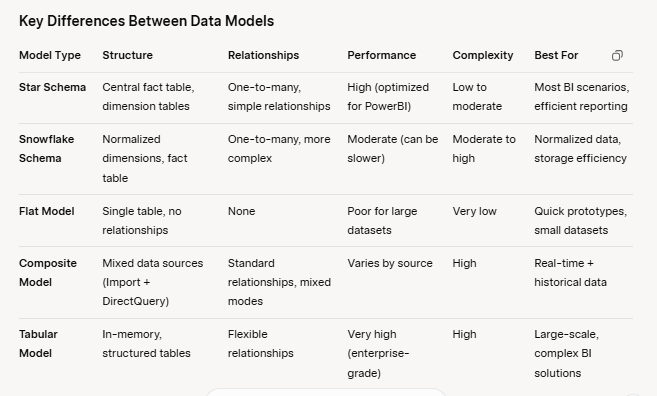 Key Differences Between Data Models
Model Type Structure Relationships Performance Complexity Best For
Star Schema Central fact table, One-to-many, High (optimized Low to Most BI scenarios,
dimension tables simple relationships for PowerBI) moderate efficient reporting
Snowflake Normalized One-to-many, more Moderate (can be Moderate to Normalized data,
Schema dimensions, fact complex slower) high storage efficiency
table
Flat Model Single table, no None Poor for large Very low Quick prototypes,
relationships datasets small datasets
Composite Mixed data sources Standard Varies by source High Real-time +
Model (Import + relationships, mixed historical data
DirectQuery) modes
Tabular In-memory, Flexible Very high High Large-scale,
Model structured tables relationships (enterprise- complex BI
grade) solutions